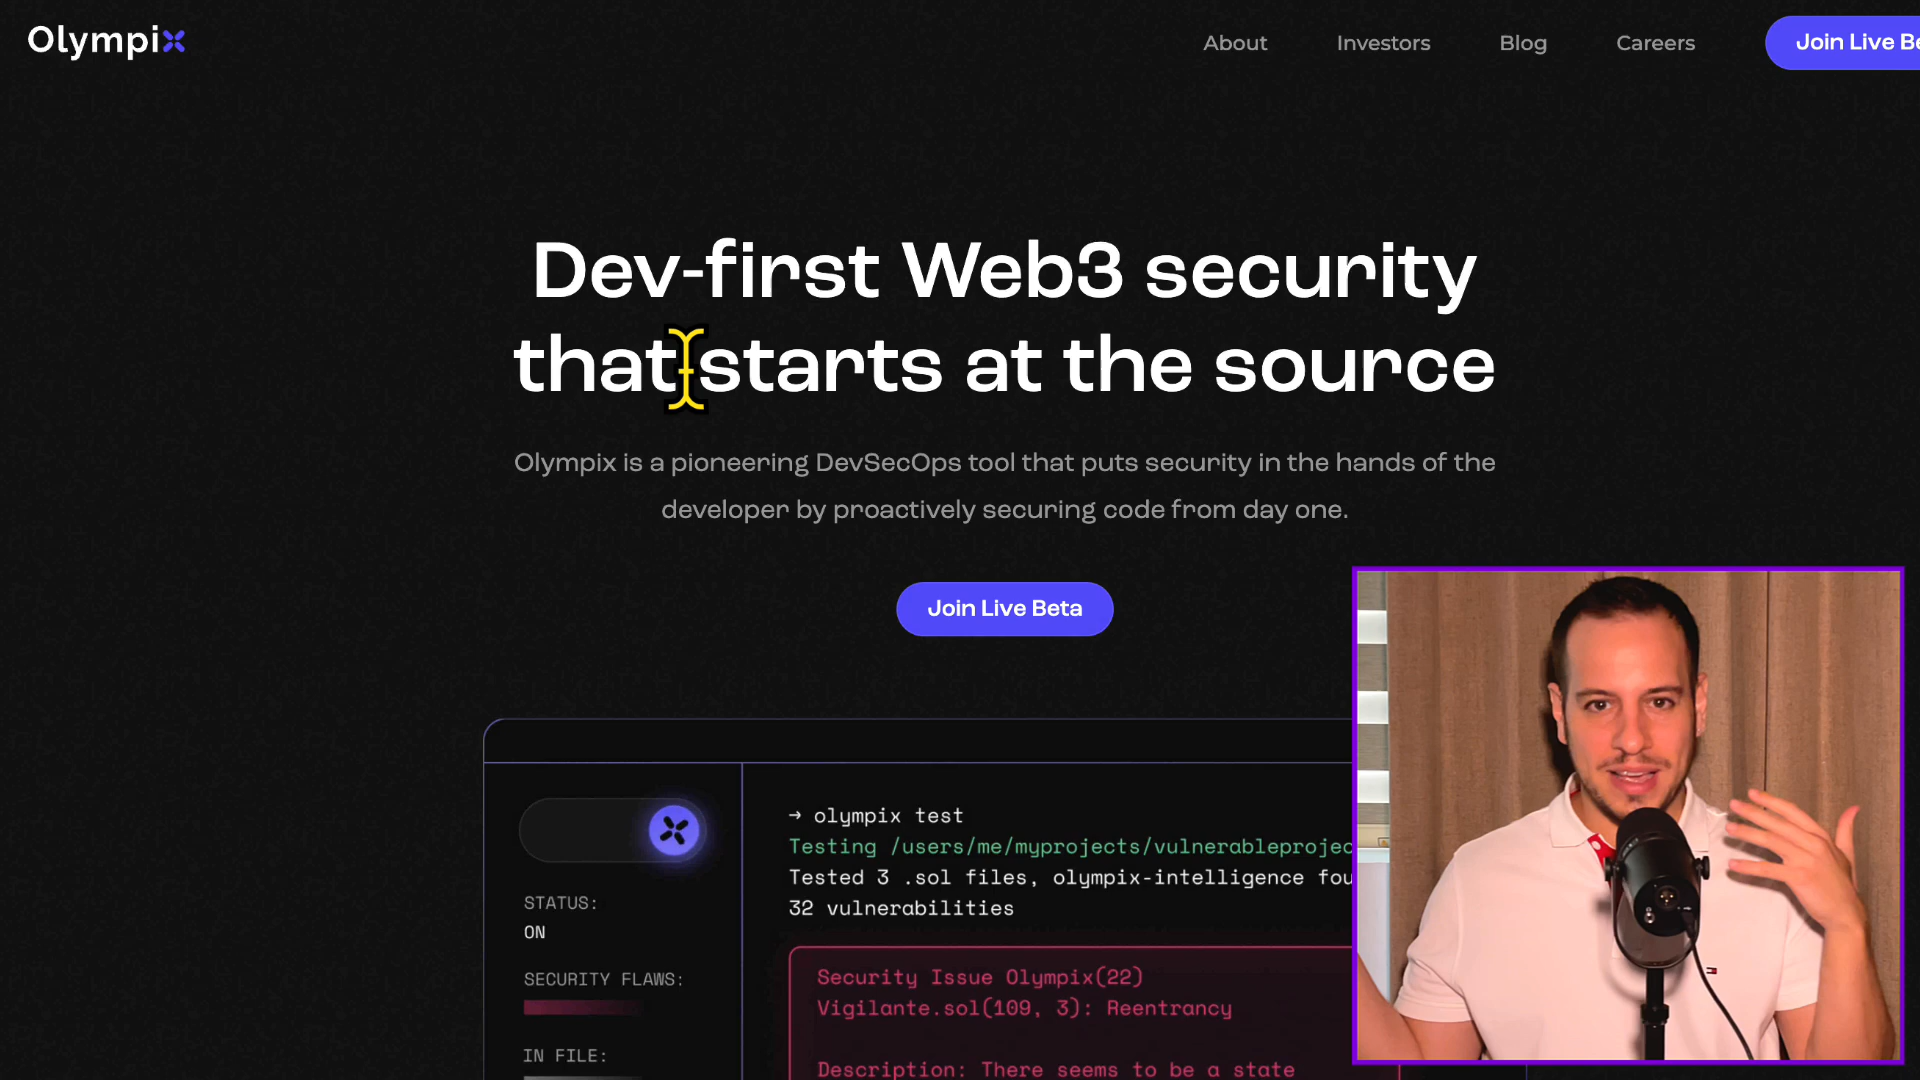 Olympix
About
Investors
Blog
Careers
Join Live Be
Dev-first Web3 security
that starts at the source
Olympix is a pioneering DevSecOps tool that puts security in the hands of the
developer by proactively securing code from day one.
Join Live Beta
→ olympix test
Testing /users/me/myprojects/vulnerableprojec
Tested 3 .sol files, olympix-intelligence fou
32 vulnerabilities
STATUS:
ON
SECURITY FLAWS:
IN FILE:
Security Issue Olympix(22)
Vigilante.sol(109, 3): Reentrancy
Description: There seems to be a state